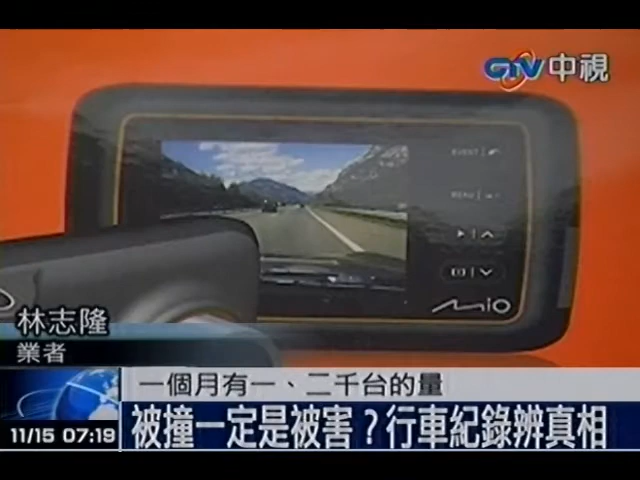 CTV中視
EVENT
MENU
Mio
林志隆
業者
一個月有一、二千台的量
11/15 07:19
被撞一定是被害？行車紀錄辨真相